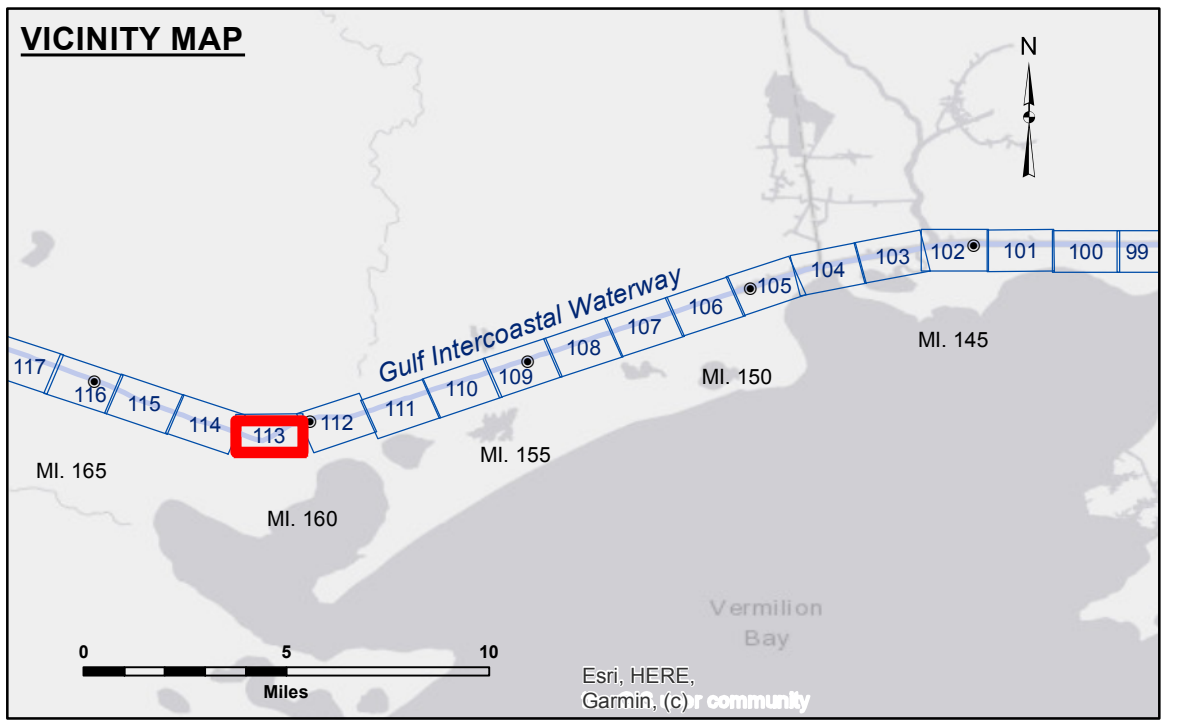 VICINITY MAP
N
99
100
101
102
103
104
105
106
107
108
109
110
111
112
113
114
115
116
117
Gulf Intercoastal Waterway
MI. 145
MI. 150
MI. 155
MI. 160
MI. 165
Vermilion
Bay
0 5 10
Miles
Esri, HERE,
Garmin, (c) community